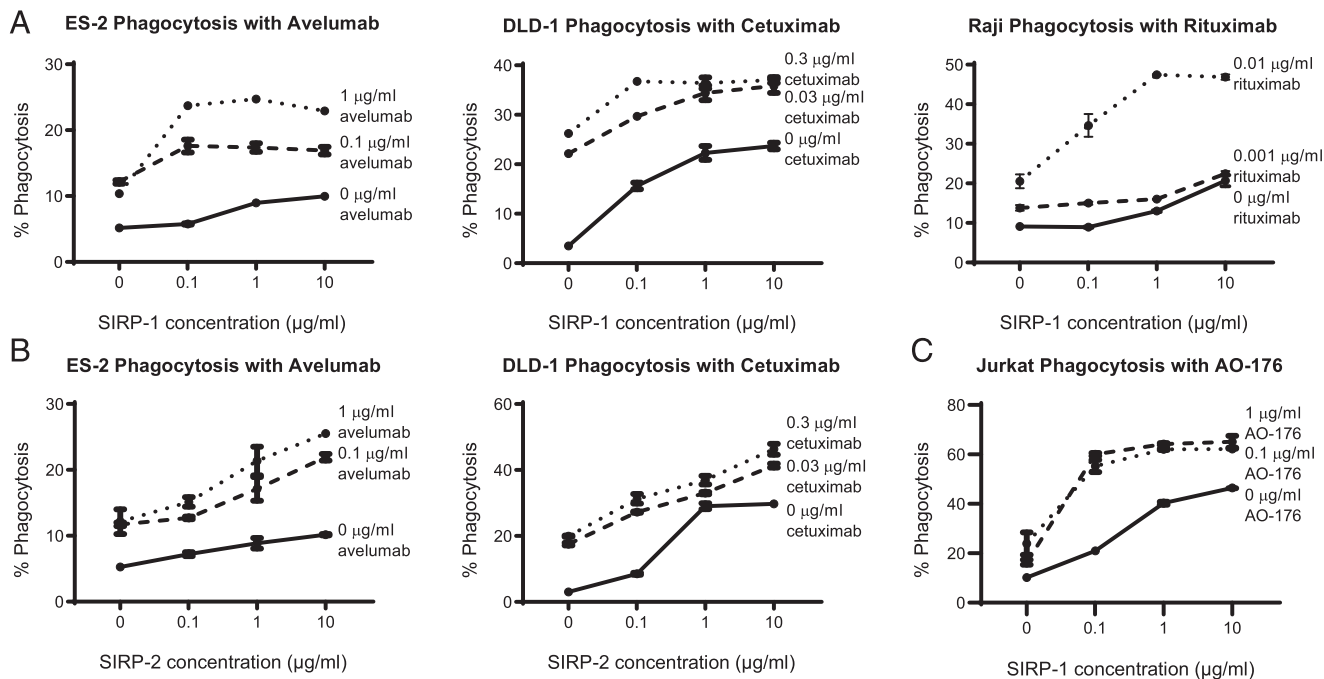 A
ES-2 Phagocytosis with Avelumab
% Phagocytosis
30
20
10
0
0 0.1 1 10
1 µg/ml
avelumab
0.1 µg/ml
avelumab
0 µg/ml
avelumab
SIRP-1 concentration (µg/ml)
DLD-1 Phagocytosis with Cetuximab
% Phagocytosis
40
30
20
10
0
0 0.1 1 10
0.3 µg/ml
cetuximab
0.03 µg/ml
cetuximab
0 µg/ml
cetuximab
SIRP-1 concentration (µg/ml)
Raji Phagocytosis with Rituximab
% Phagocytosis
50
40
30
20
10
0
0 0.1 1 10
0.01 µg/ml
rituximab
0.001 µg/ml
rituximab
0 µg/ml
rituximab
SIRP-1 concentration (µg/ml)
B
ES-2 Phagocytosis with Avelumab
% Phagocytosis
30
20
10
0
0 0.1 1 10
1 µg/ml
avelumab
0.1 µg/ml
avelumab
0 µg/ml
avelumab
SIRP-2 concentration (µg/ml)
DLD-1 Phagocytosis with Cetuximab
% Phagocytosis
60
40
20
0
0 0.1 1 10
0.3 µg/ml
cetuximab
0.03 µg/ml
cetuximab
0 µg/ml
cetuximab
SIRP-2 concentration (µg/ml)
C
Jurkat Phagocytosis with AO-176
% Phagocytosis
80
60
40
20
0
0 0.1 1 10
1 µg/ml
AO-176
0.1 µg/ml
AO-176
0 µg/ml
AO-176
SIRP-1 concentration (µg/ml)